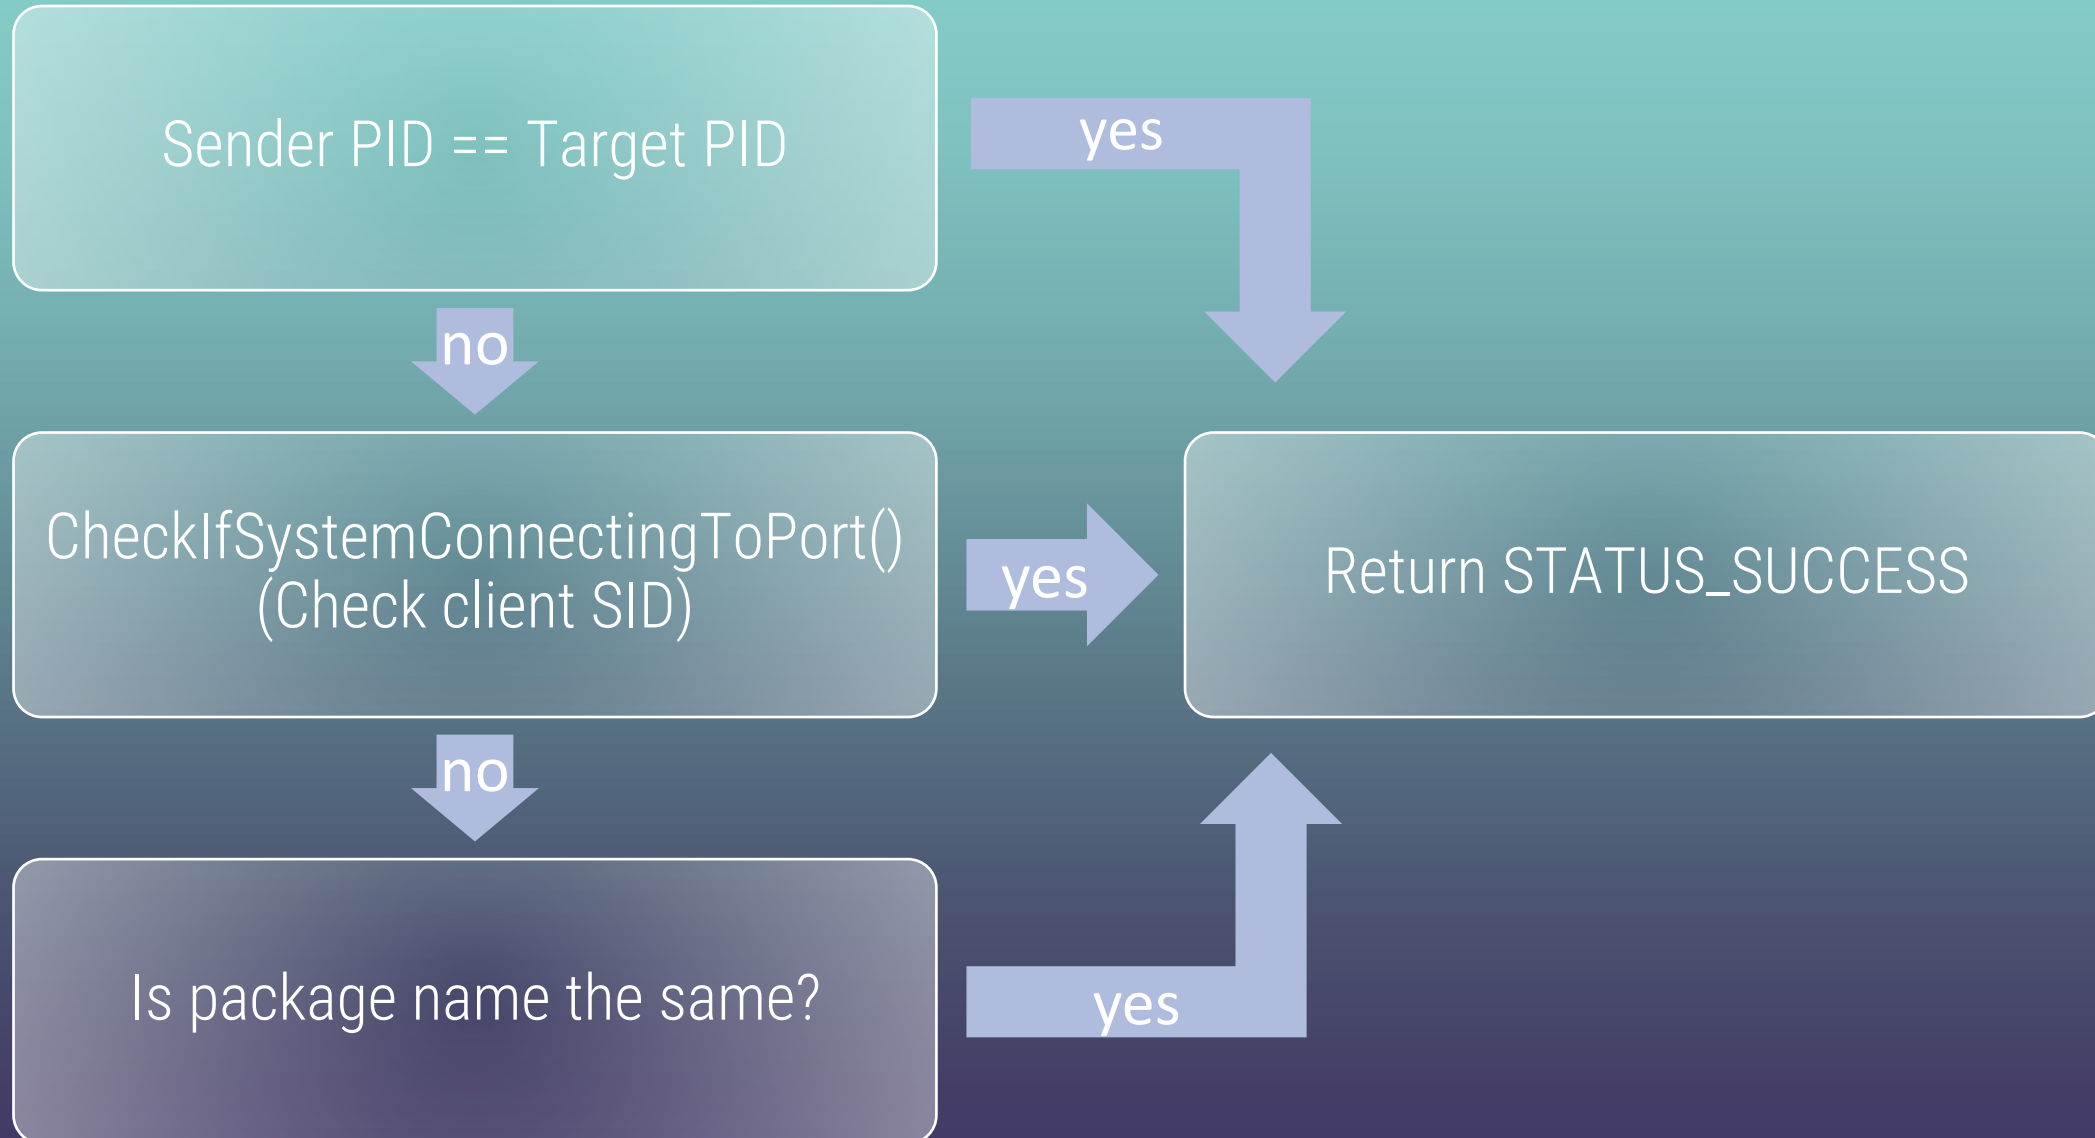 Sender PID == Target PID
yes
no
CheckIfSystemConnectingToPort()
(Check client SID)
yes
Return STATUS_SUCCESS
no
Is package name the same?
yes